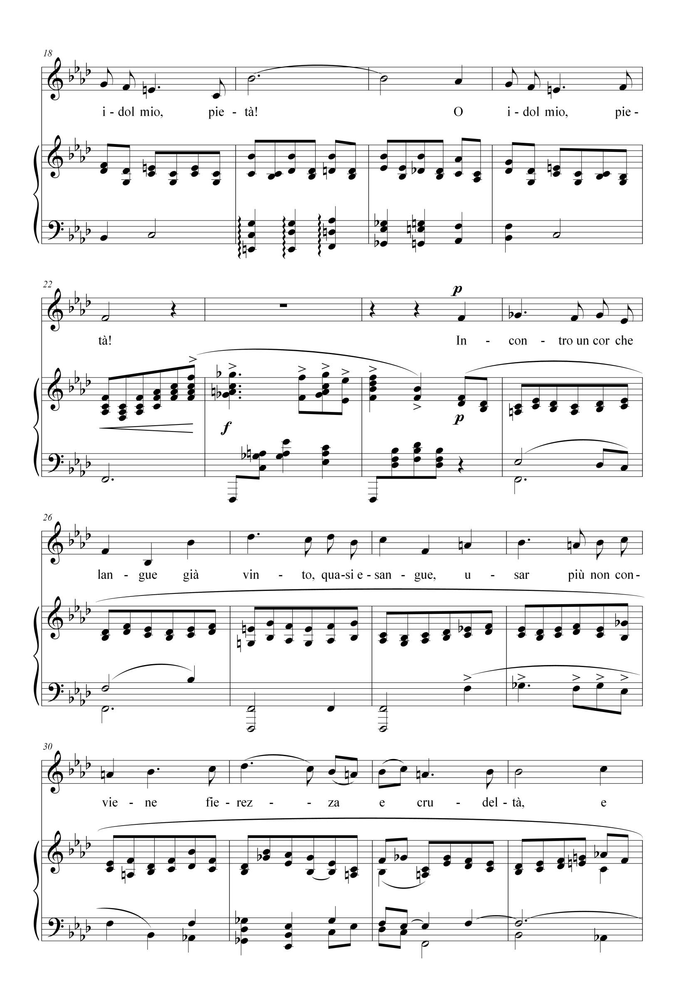 18
i - dol mio, pie - tà! O i - dol mio, pie -
22
p
tà! In - con - tro un cor che
f p
26
lan - gue già vin - to, qua-si e - san - gue, u - sar più non con -
30
vie - ne fie - rez - - za e cru - del - tà, e